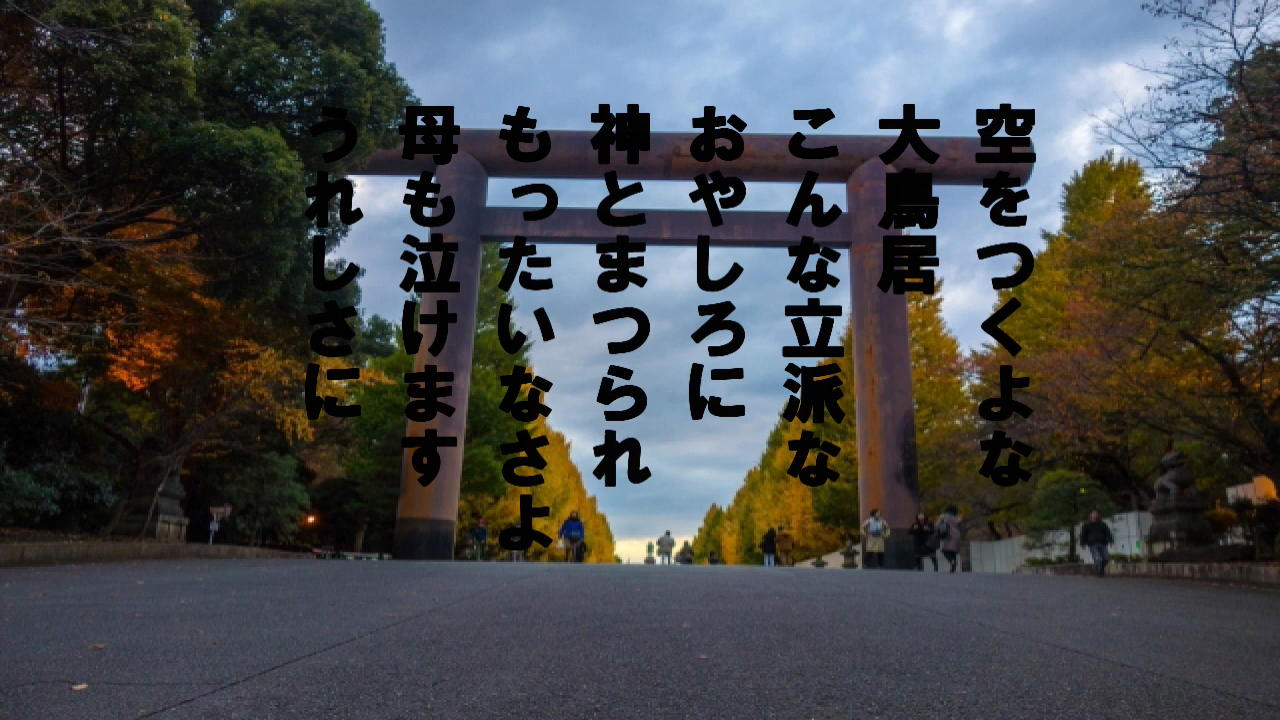 空をつくよな
大鳥居
こんな立派な
おやしろに
神とまつられ
もったいなさよ
母も泣けます
うれしさに